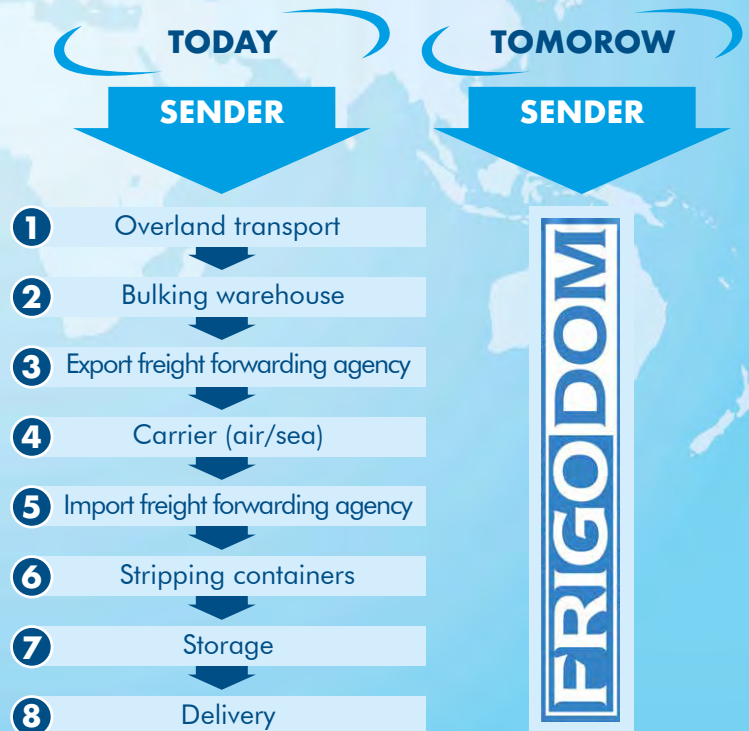 TODAY
TOMOROW
SENDER
SENDER
1 Overland transport
2 Bulking warehouse
3 Export freight forwarding agency
4 Carrier (air/sea)
5 Import freight forwarding agency
6 Stripping containers
7 Storage
8 Delivery
FRIGODOM